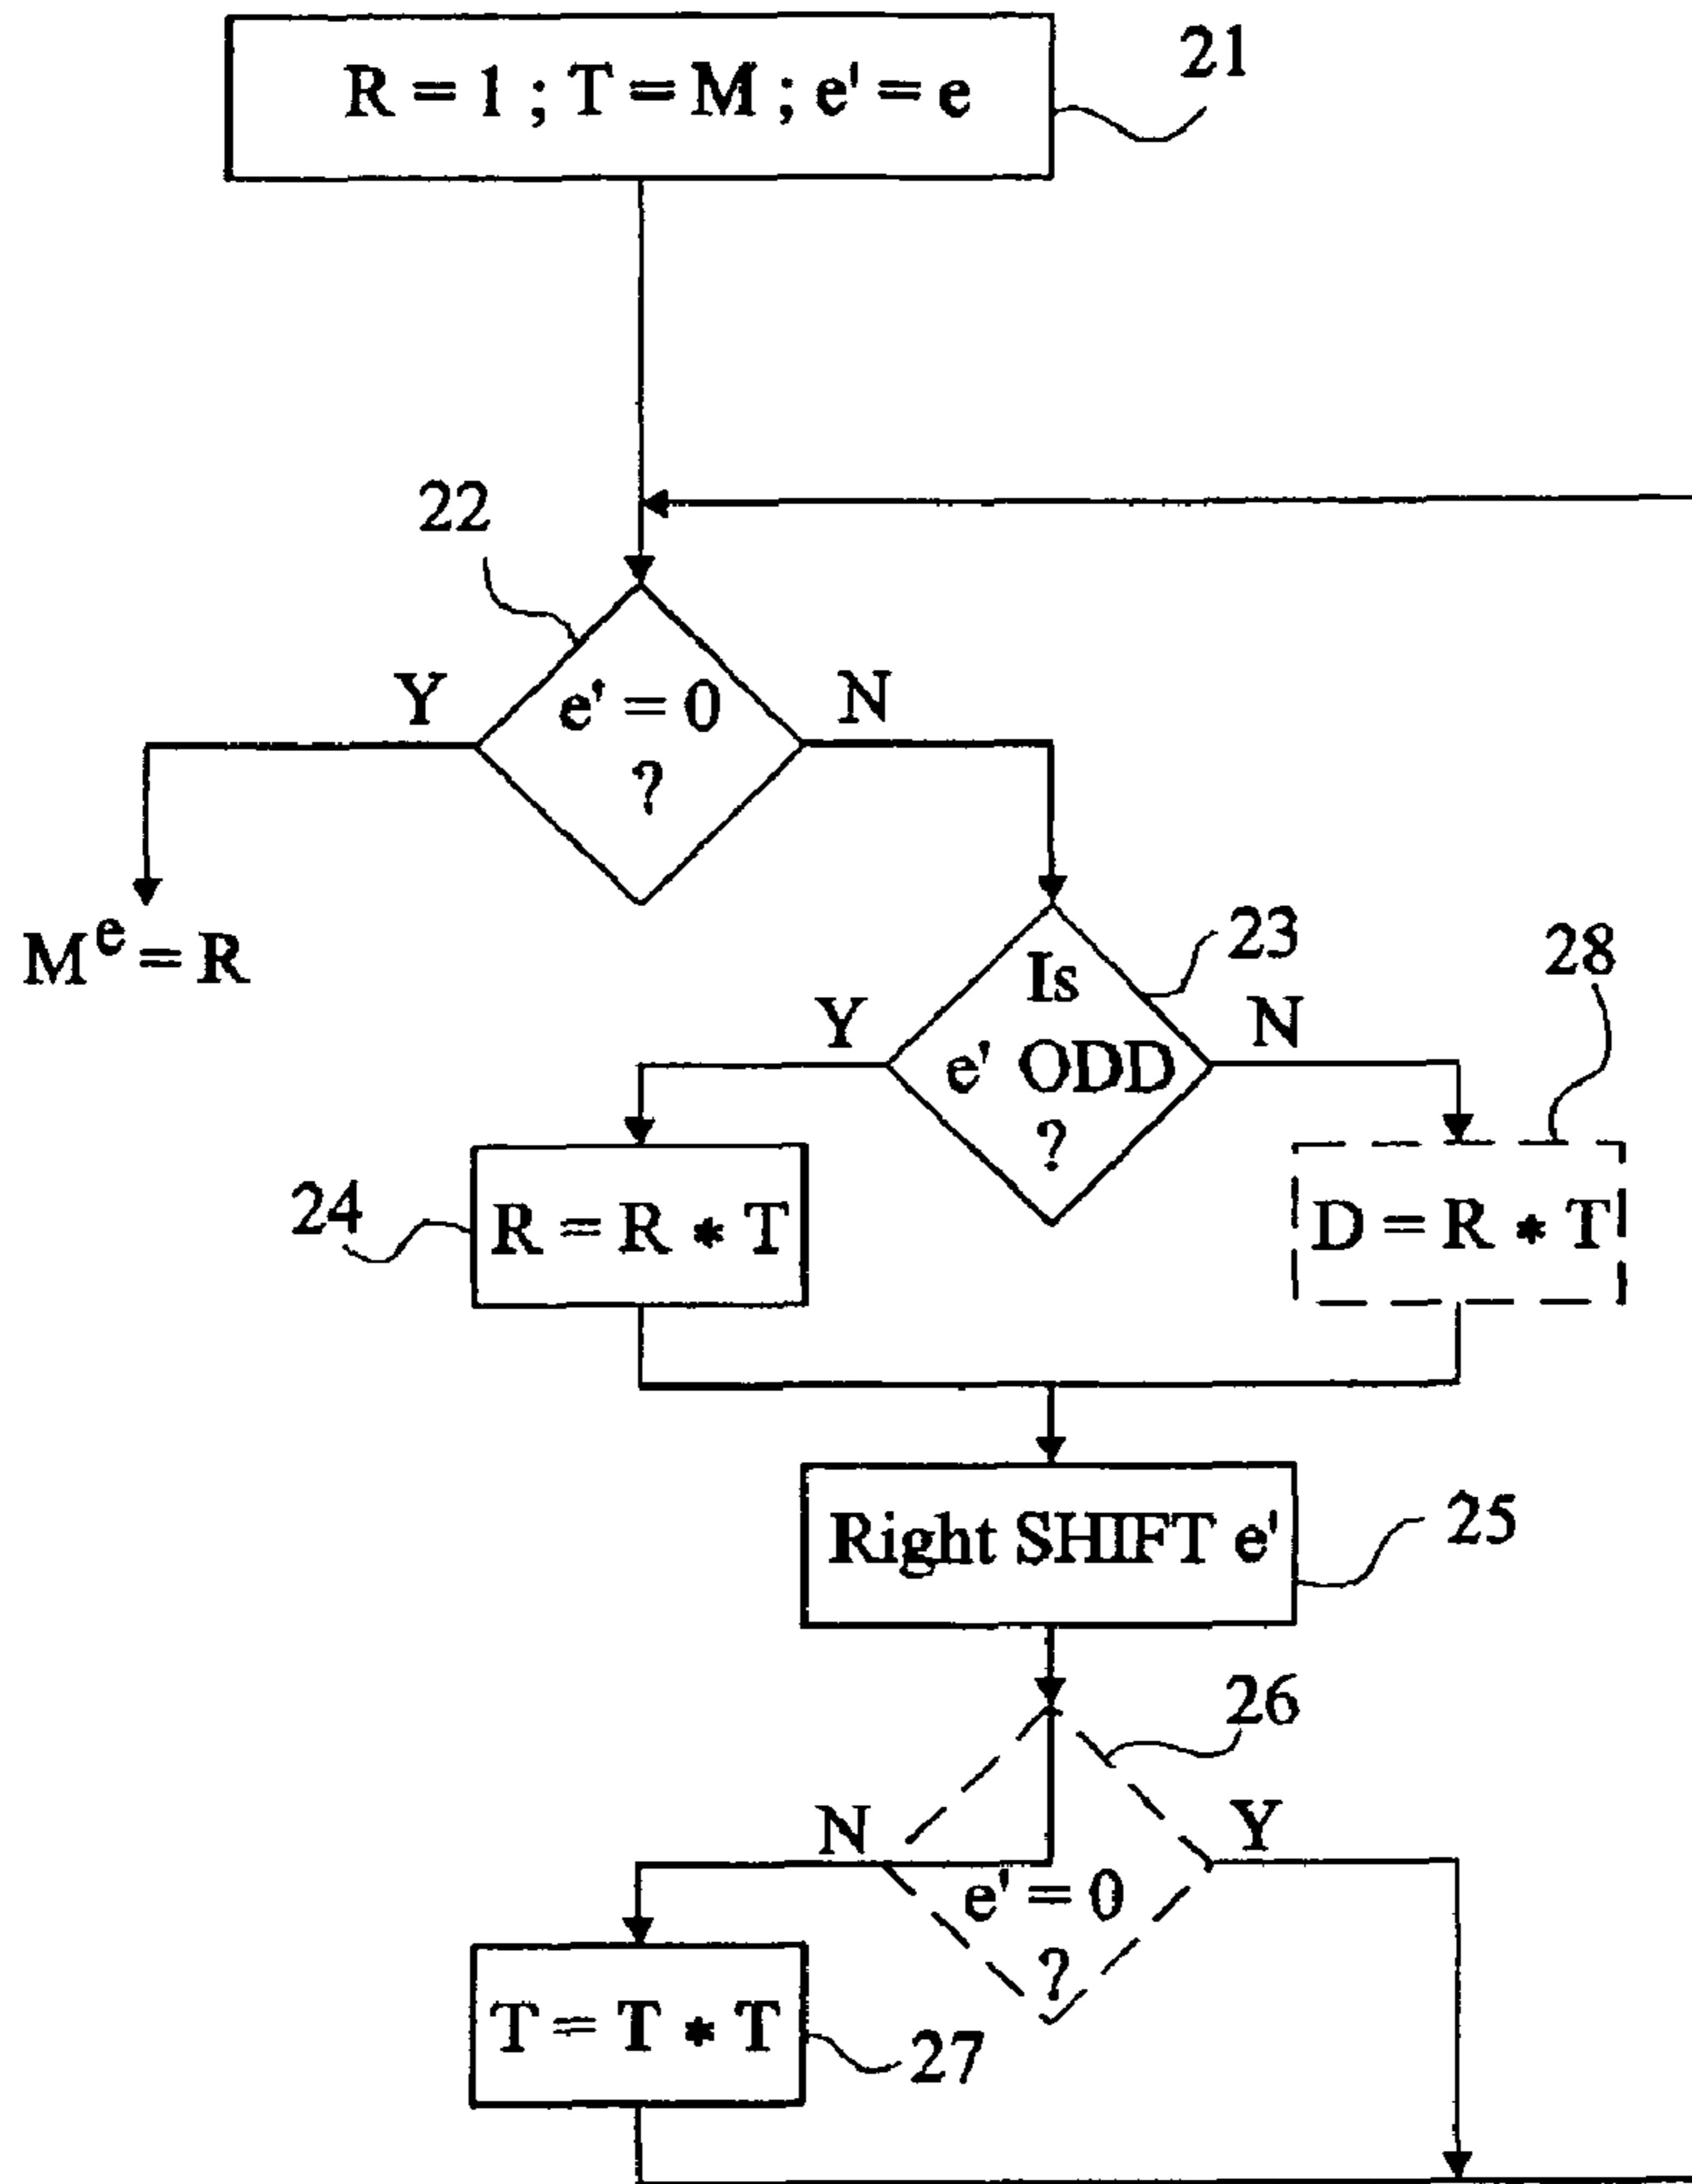 R = 1 ; T = M ; e' = e
21
22
Y
e' = 0
?
N
M^e = R
23
28
Is
e' ODD
?
Y
N
24
R = R * T
D = R * T
Right SHIFT e'
25
26
N
Y
e' = 0
?
T = T * T
27